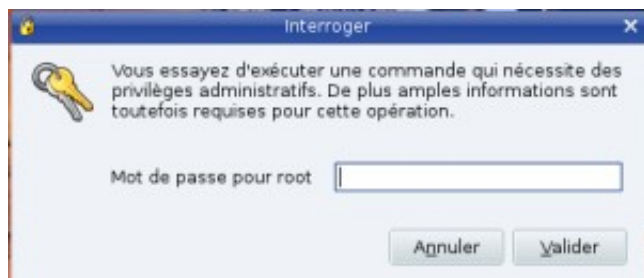 Interroger
Vous essayez d'exécuter une commande qui nécessite des
privilèges administratifs. De plus amples informations sont
toutefois requises pour cette opération.
Mot de passe pour root
Annuler
Valider